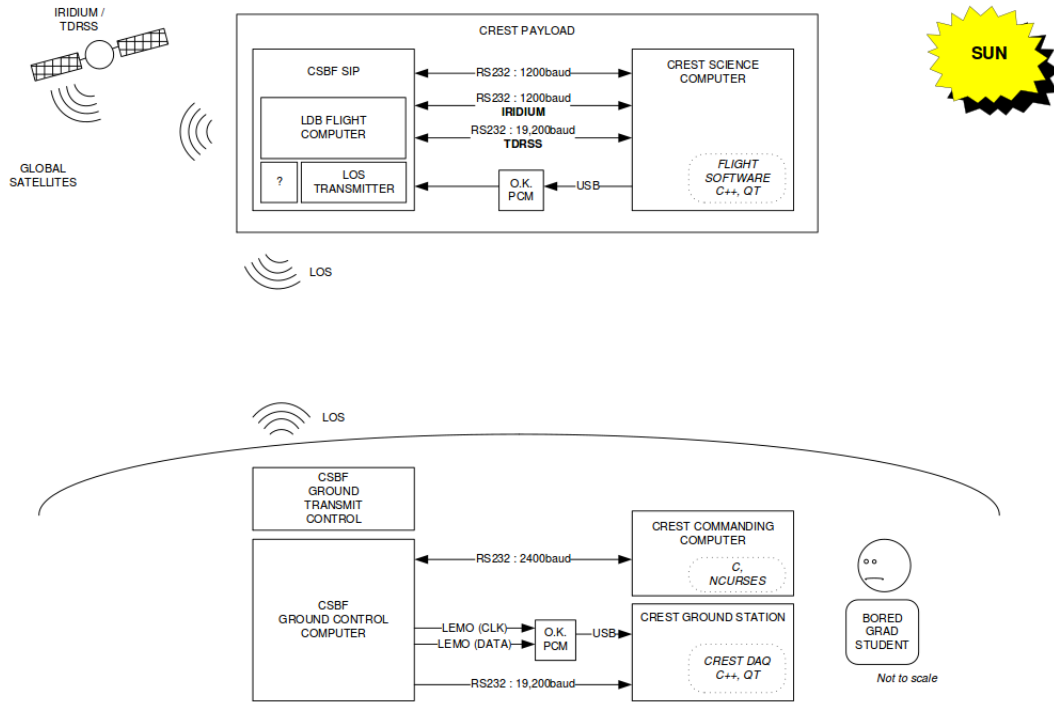 IRIDIUM /
TDRSS
GLOBAL
SATELLITES
CREST PAYLOAD
CSBF SIP
LDB FLIGHT
COMPUTER
?
LOS
TRANSMITTER
RS232 : 1200baud
RS232 : 1200baud
IRIDIUM
RS232 : 19,200baud
TDRSS
O.K.
PCM
USB
CREST SCIENCE
COMPUTER
FLIGHT
SOFTWARE
C++, QT
SUN
LOS
LOS
CSBF
GROUND
TRANSMIT
CONTROL
CSBF
GROUND CONTROL
COMPUTER
RS232 : 2400baud
LEMO (CLK)
LEMO (DATA)
O.K.
PCM
USB
RS232 : 19,200baud
CREST COMMANDING
COMPUTER
C,
NCURSES
CREST GROUND STATION
CREST DAQ
C++, QT
BORED
GRAD
STUDENT
Not to scale